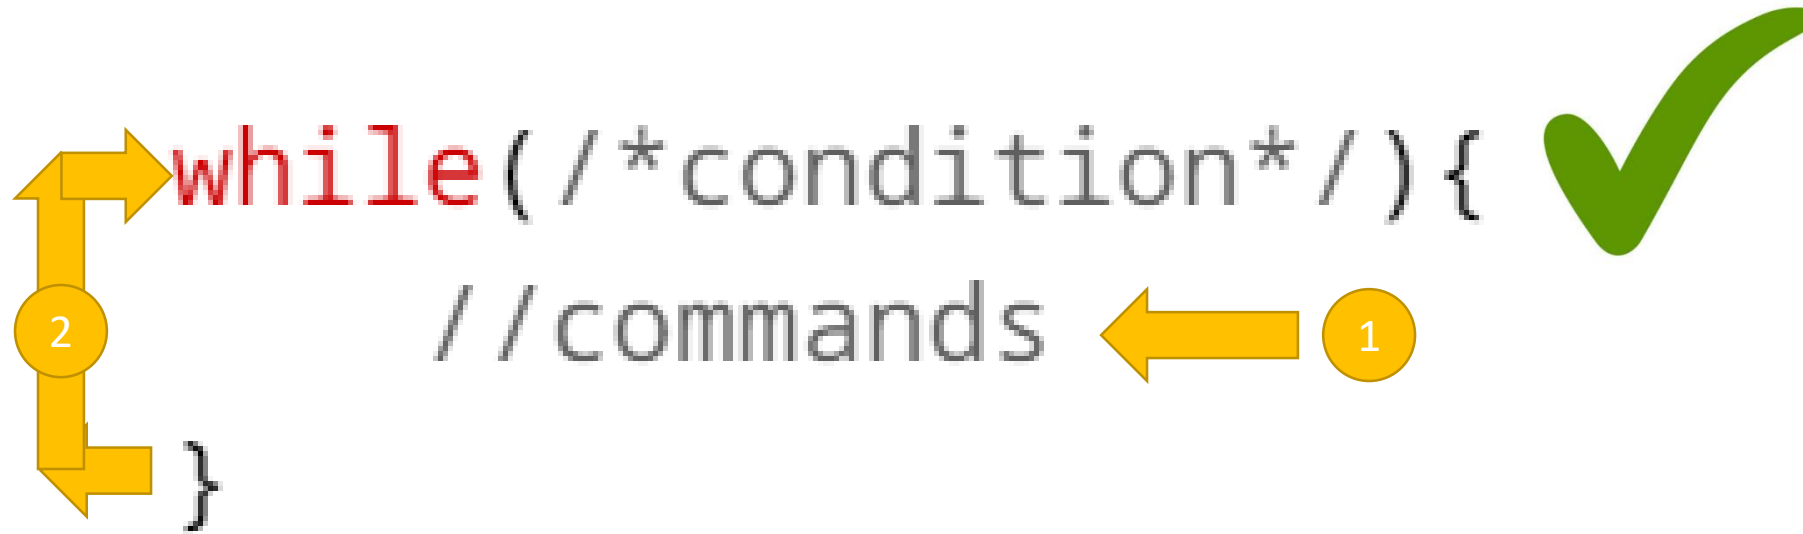 while(/*condition*/){
2
//commands
1
}